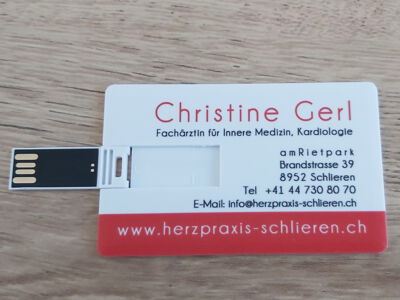 Christine Gerl
Fachärztin für Innere Medizin, Kardiologie
amRietpark
Brandstrasse 39
8952 Schlieren
Tel +41 44 730 80 70
E-Mail: info@herzpraxis-schlieren.ch
www.herzpraxis-schlieren.ch